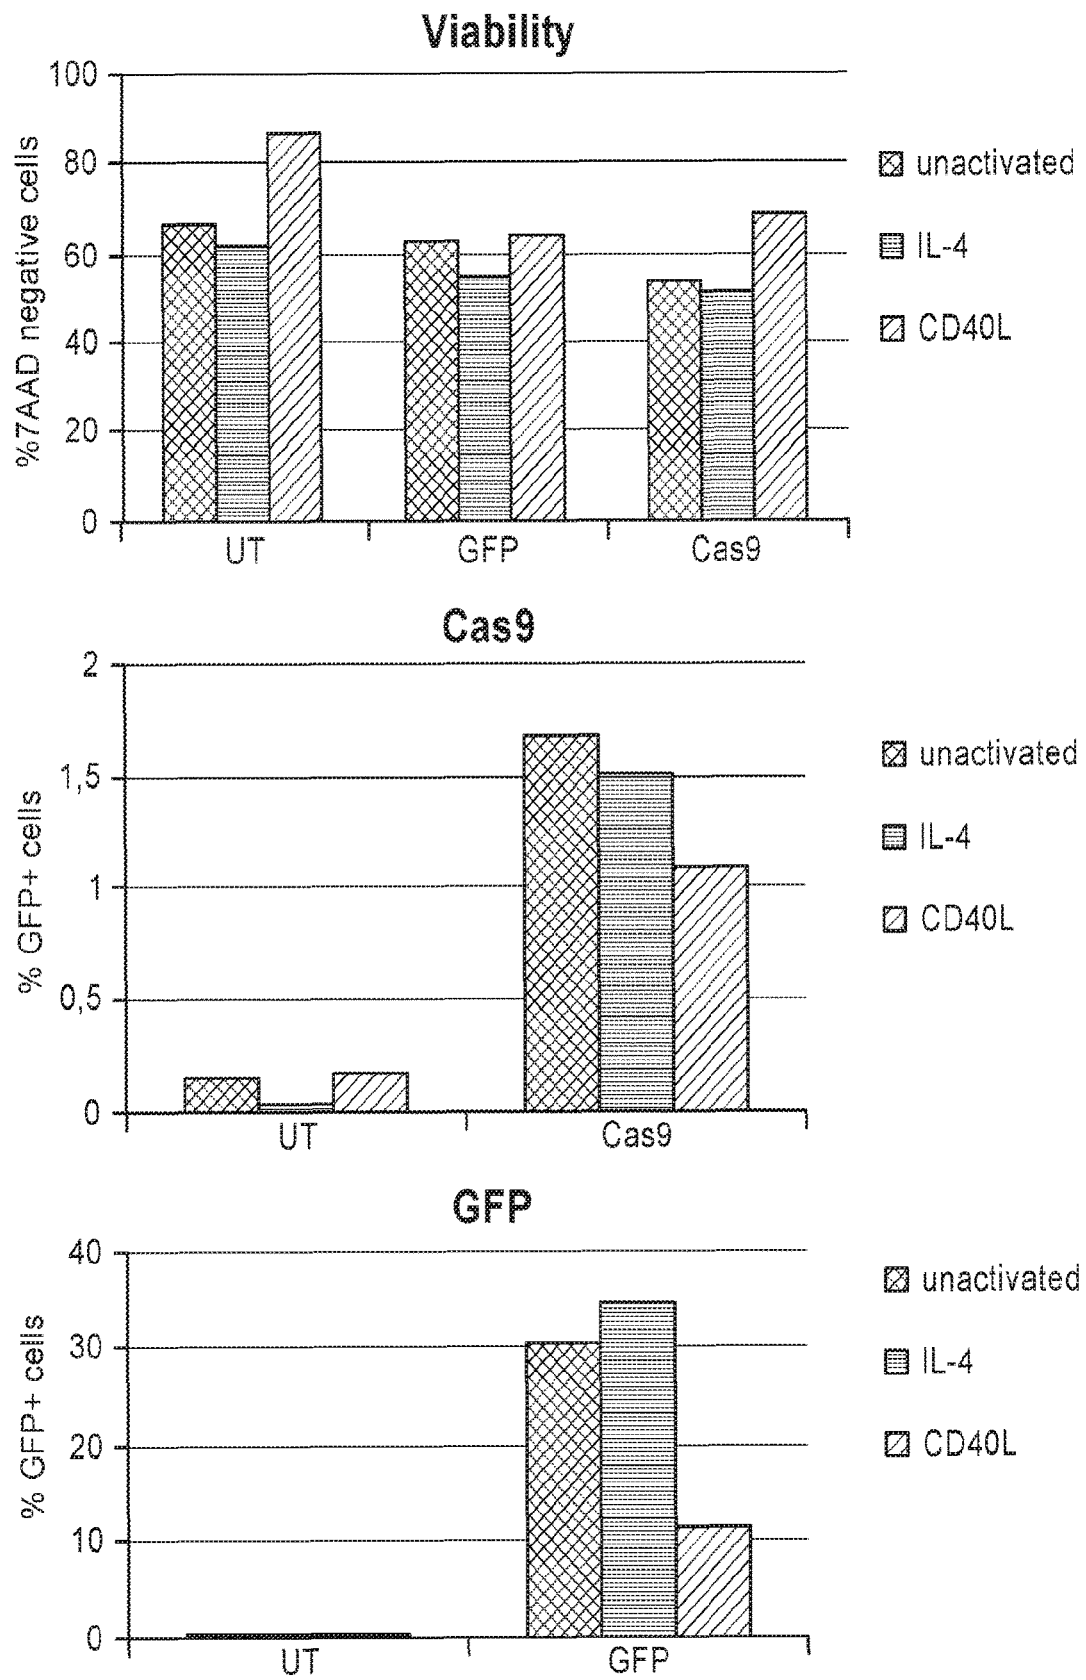 Viability
%7AAD negative cells
100
80
60
40
20
0
UT
GFP
Cas9
unactivated
IL-4
CD40L
Cas9
% GFP+ cells
2
1,5
1
0,5
0
UT
Cas9
unactivated
IL-4
CD40L
GFP
% GFP+ cells
40
30
20
10
0
UT
GFP
unactivated
IL-4
CD40L